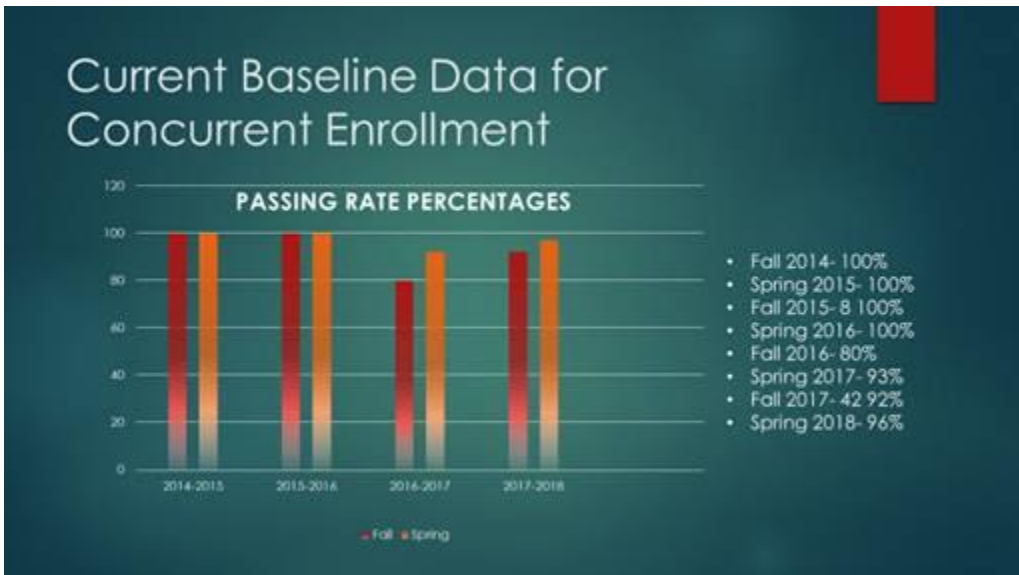 Current Baseline Data for
Concurrent Enrollment
PASSING RATE PERCENTAGES
120
100
80
60
40
20
0
2014-2015
2015-2016
2016-2017
2017-2018
Fall
Spring
• Fall 2014- 100%
• Spring 2015- 100%
• Fall 2015- 8 100%
• Spring 2016- 100%
• Fall 2016- 80%
• Spring 2017- 93%
• Fall 2017- 42 92%
• Spring 2018- 96%